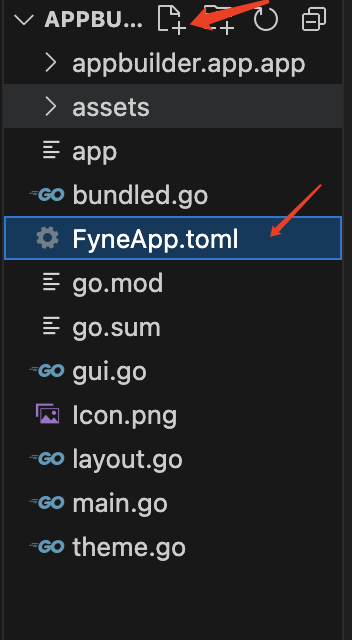 APPBU...
appbuilder.app.app
assets
app
GO bundled.go
FyneApp.toml
go.mod
go.sum
GO gui.go
Icon.png
GO layout.go
GO main.go
GO theme.go